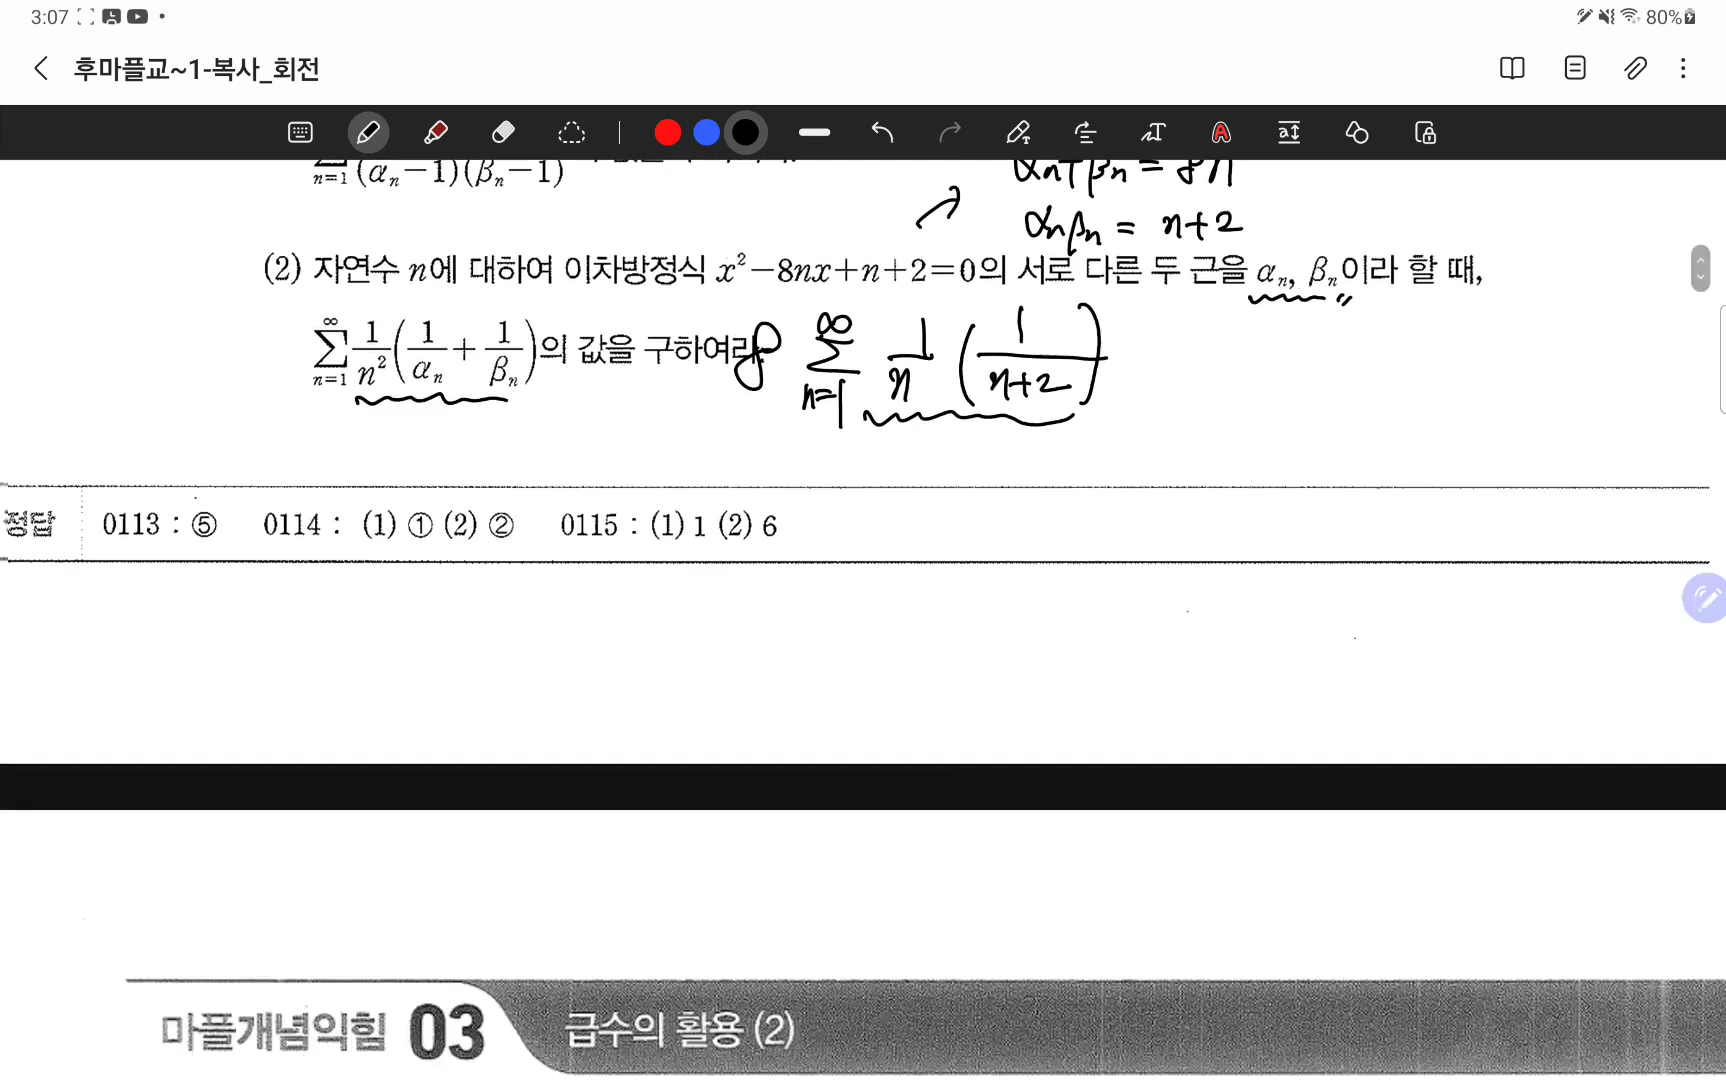 3:07 80%
후마플교~1-복사_회전
n=1 (αₙ−1)(βₙ−1)
αₙ+βₙ = 8n
αₙβₙ = n+2
(2) 자연수 n에 대하여 이차방정식 x²−8nx+n+2=0의 서로 다른 두 근을 αₙ, βₙ이라 할 때,
∑_{n=1}^{∞} 1/n² (1/αₙ + 1/βₙ)의 값을 구하여라. 8 ∑_{n=1}^{∞} 1/n (1/(n+2))
정답 0113 : ⑤ 0114 : (1) ① (2) ② 0115 : (1) 1 (2) 6
마플개념익힘 03 급수의 활용 (2)